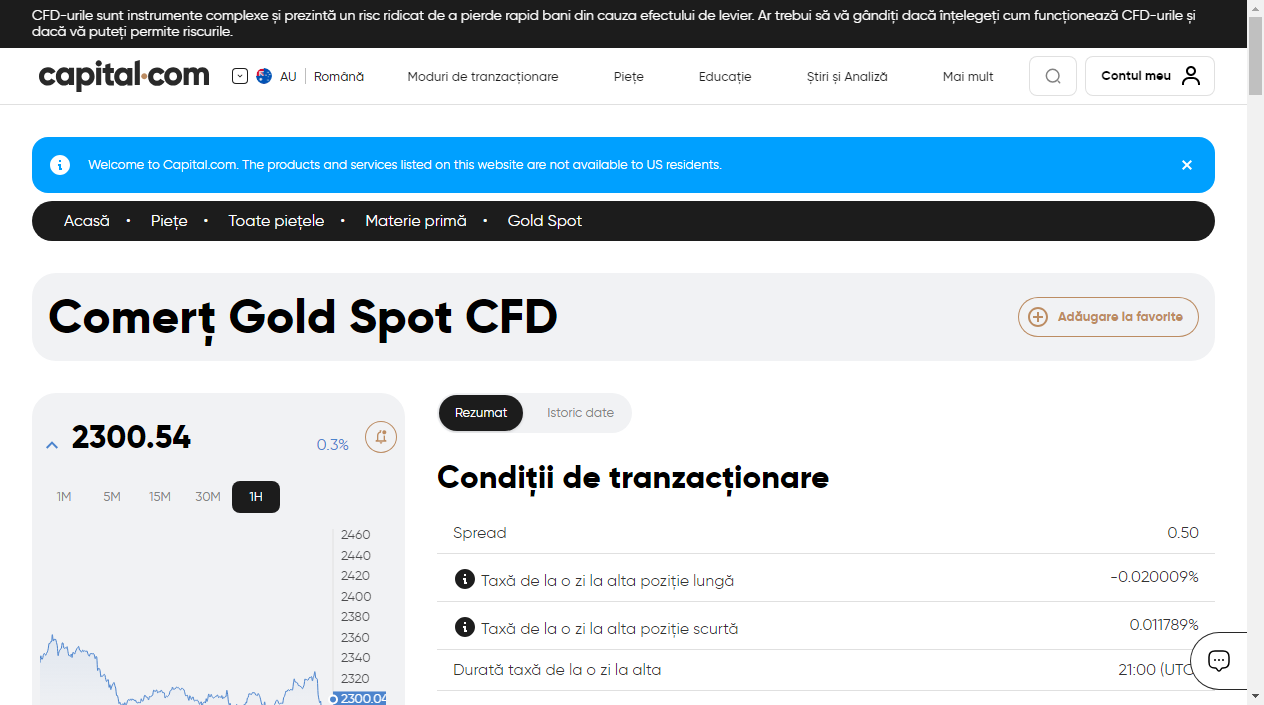 CFD-urile sunt instrumente complexe și prezintă un risc ridicat de a pierde rapid bani din cauza efectului de levier. Ar trebui să vă gândiți dacă înțelegeți cum funcționează CFD-urile și
dacă vă puteți permite riscurile.
capital.com AU Română Moduri de tranzacționare Piețe Educație Știri și Analiză Mai mult Contul meu
Welcome to Capital.com. The products and services listed on this website are not available to US residents.
Acasă • Piețe • Toate piețele • Materie primă • Gold Spot
Comerț Gold Spot CFD
Adăugare la favorite
2300.54
0.3%
1M 5M 15M 30M 1H
2460
2440
2420
2400
2380
2360
2340
2320
2300.04
Rezumat Istoric date
Condiții de tranzacționare
Spread 0.50
Taxă de la o zi la alta poziție lungă -0.020009%
Taxă de la o zi la alta poziție scurtă 0.011789%
Durată taxă de la o zi la alta 21:00 (UTC